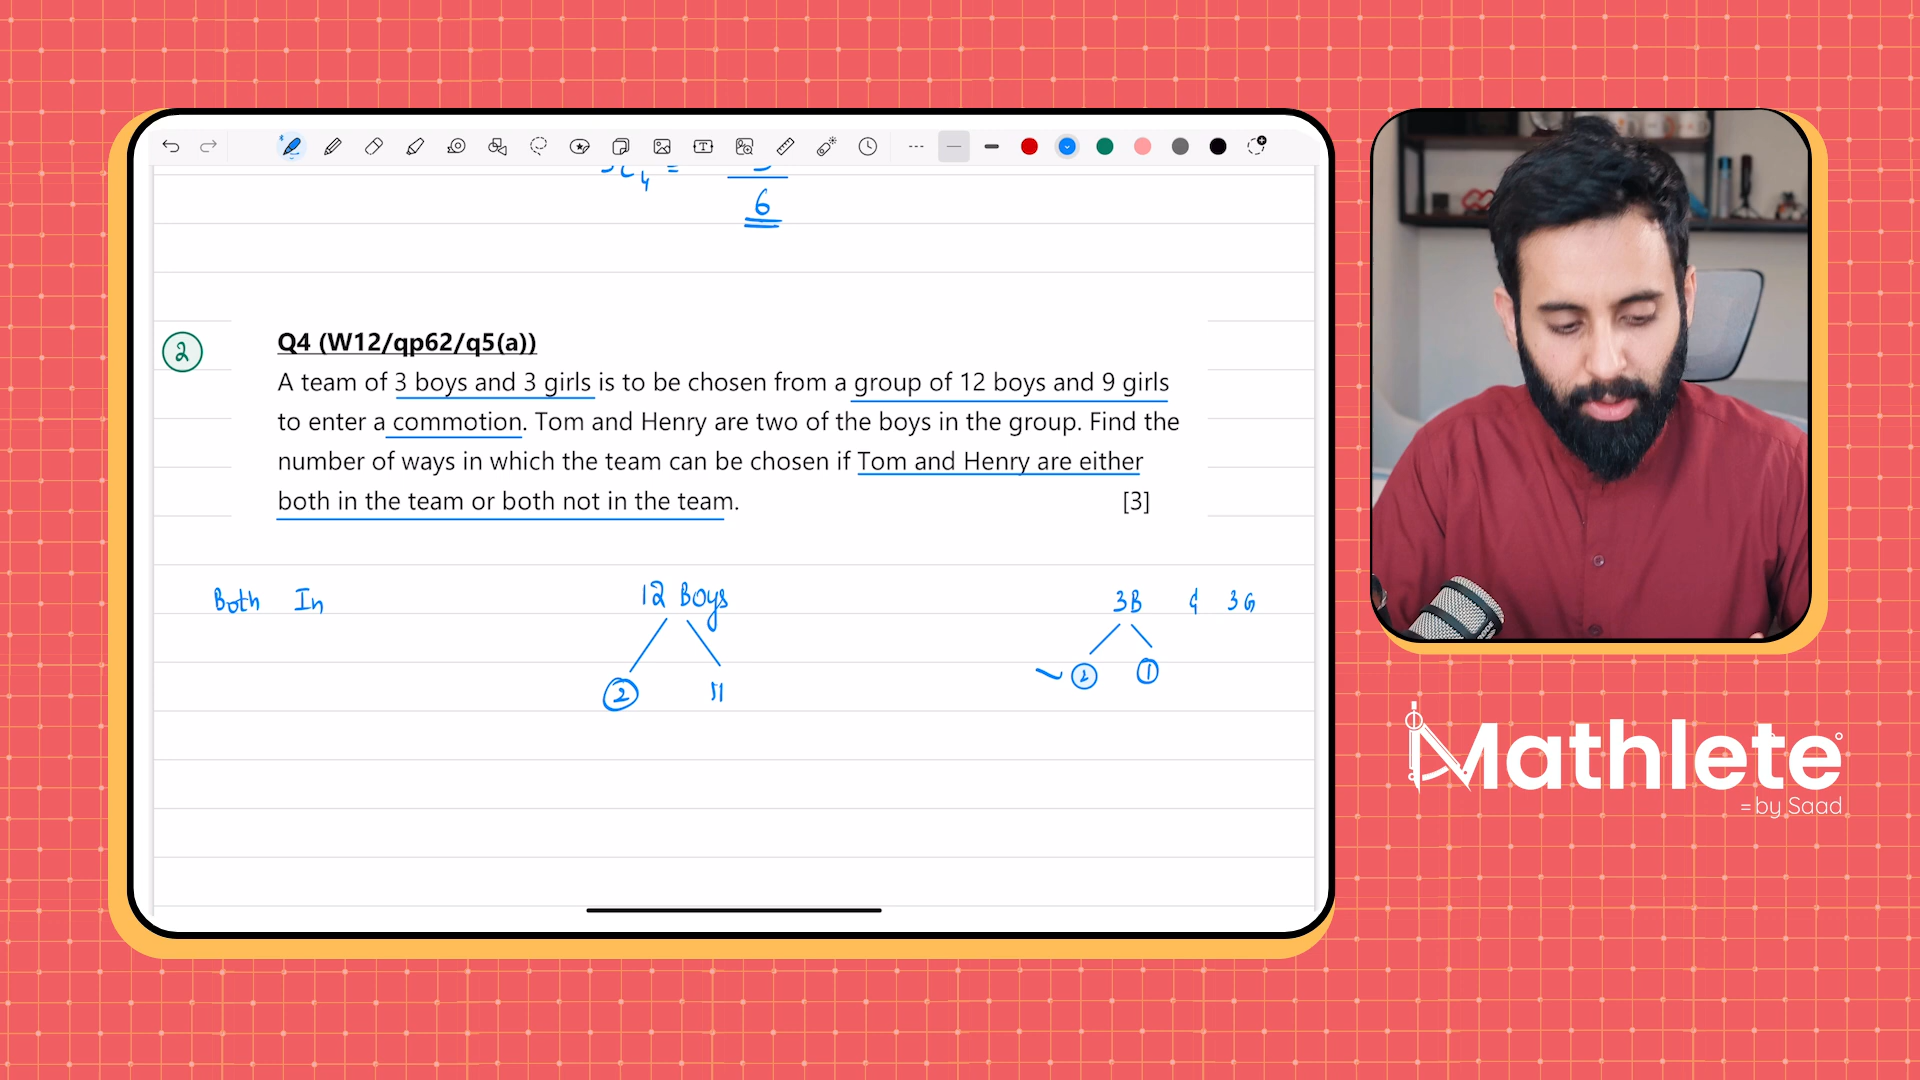 6
2
Q4 (W12/qp62/q5(a))
A team of 3 boys and 3 girls is to be chosen from a group of 12 boys and 9 girls
to enter a commotion. Tom and Henry are two of the boys in the group. Find the
number of ways in which the team can be chosen if Tom and Henry are either
both in the team or both not in the team. [3]
Both In 12 Boys 3B & 3G
2 2 1
Mathlete
= by Saad